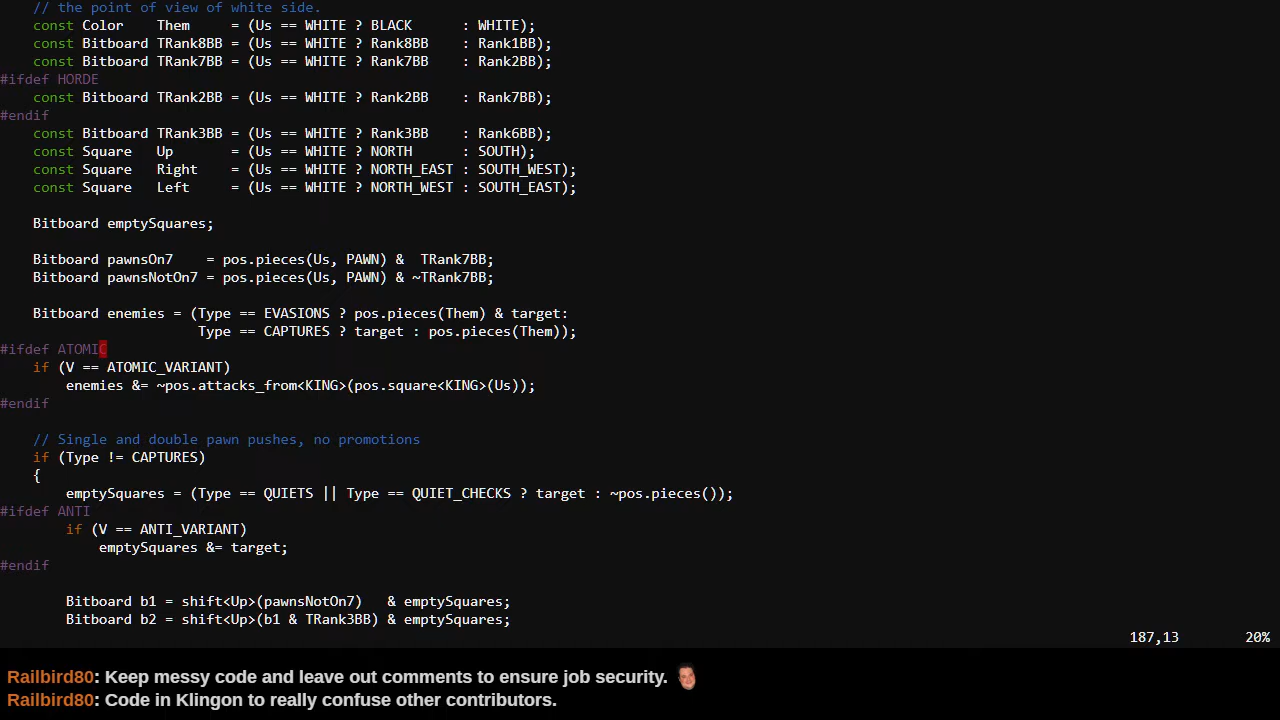 // the point of view of white side.
const Color    Them     = (Us == WHITE ? BLACK      : WHITE);
const Bitboard TRank8BB = (Us == WHITE ? Rank8BB    : Rank1BB);
const Bitboard TRank7BB = (Us == WHITE ? Rank7BB    : Rank2BB);
#ifdef HORDE
const Bitboard TRank2BB = (Us == WHITE ? Rank2BB    : Rank7BB);
#endif
const Bitboard TRank3BB = (Us == WHITE ? Rank3BB    : Rank6BB);
const Square   Up       = (Us == WHITE ? NORTH      : SOUTH);
const Square   Right    = (Us == WHITE ? NORTH_EAST : SOUTH_WEST);
const Square   Left     = (Us == WHITE ? NORTH_WEST : SOUTH_EAST);
Bitboard emptySquares;
Bitboard pawnsOn7    = pos.pieces(Us, PAWN) &  TRank7BB;
Bitboard pawnsNotOn7 = pos.pieces(Us, PAWN) & ~TRank7BB;
Bitboard enemies = (Type == EVASIONS ? pos.pieces(Them) & target:
Type == CAPTURES ? target : pos.pieces(Them));
#ifdef ATOMIC
if (V == ATOMIC_VARIANT)
enemies &= ~pos.attacks_from<KING>(pos.square<KING>(Us));
#endif
// Single and double pawn pushes, no promotions
if (Type != CAPTURES)
{
emptySquares = (Type == QUIETS || Type == QUIET_CHECKS ? target : ~pos.pieces());
#ifdef ANTI
if (V == ANTI_VARIANT)
emptySquares &= target;
#endif
Bitboard b1 = shift<Up>(pawnsNotOn7)   & emptySquares;
Bitboard b2 = shift<Up>(b1 & TRank3BB) & emptySquares;
187,13        20%
Railbird80: Keep messy code and leave out comments to ensure job security.
Railbird80: Code in Klingon to really confuse other contributors.